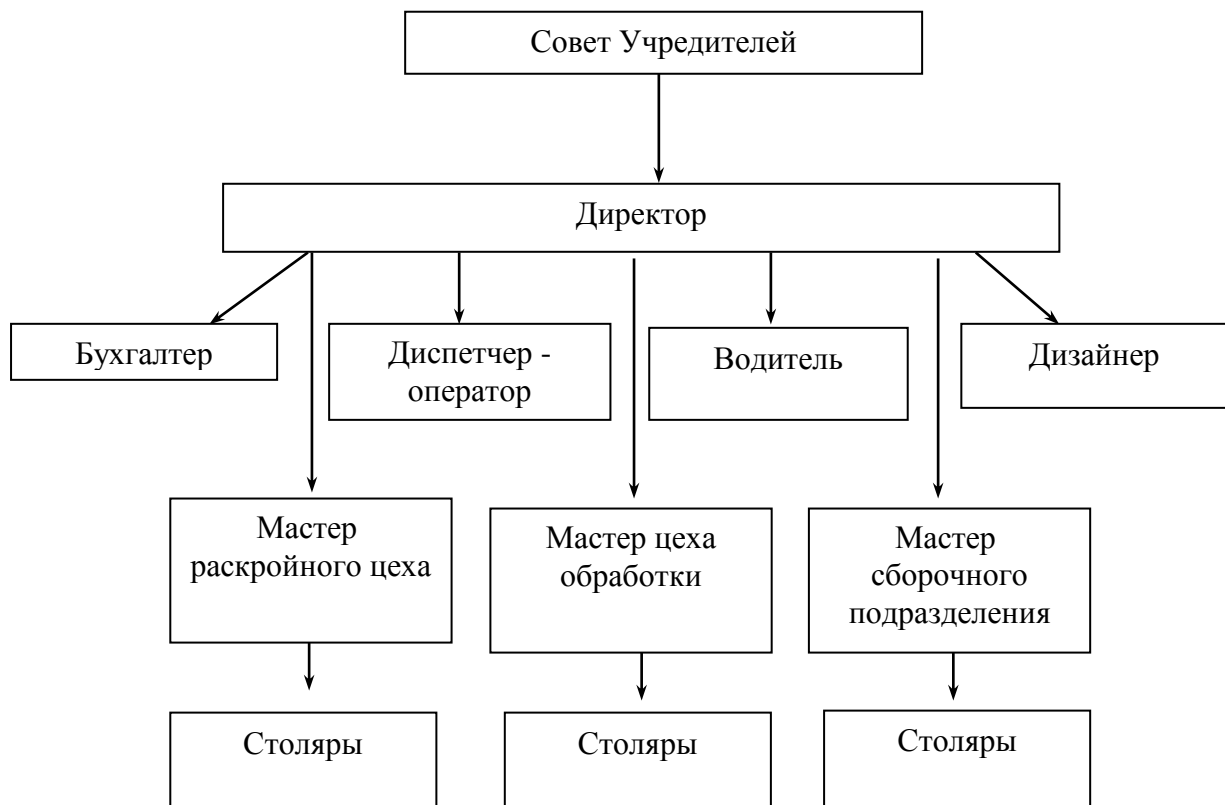 Совет Учредителей
Директор
Бухгалтер
Диспетчер -
оператор
Водитель
Дизайнер
Мастер
раскройного цеха
Мастер цеха
обработки
Мастер
сборочного
подразделения
Столяры
Столяры
Столяры